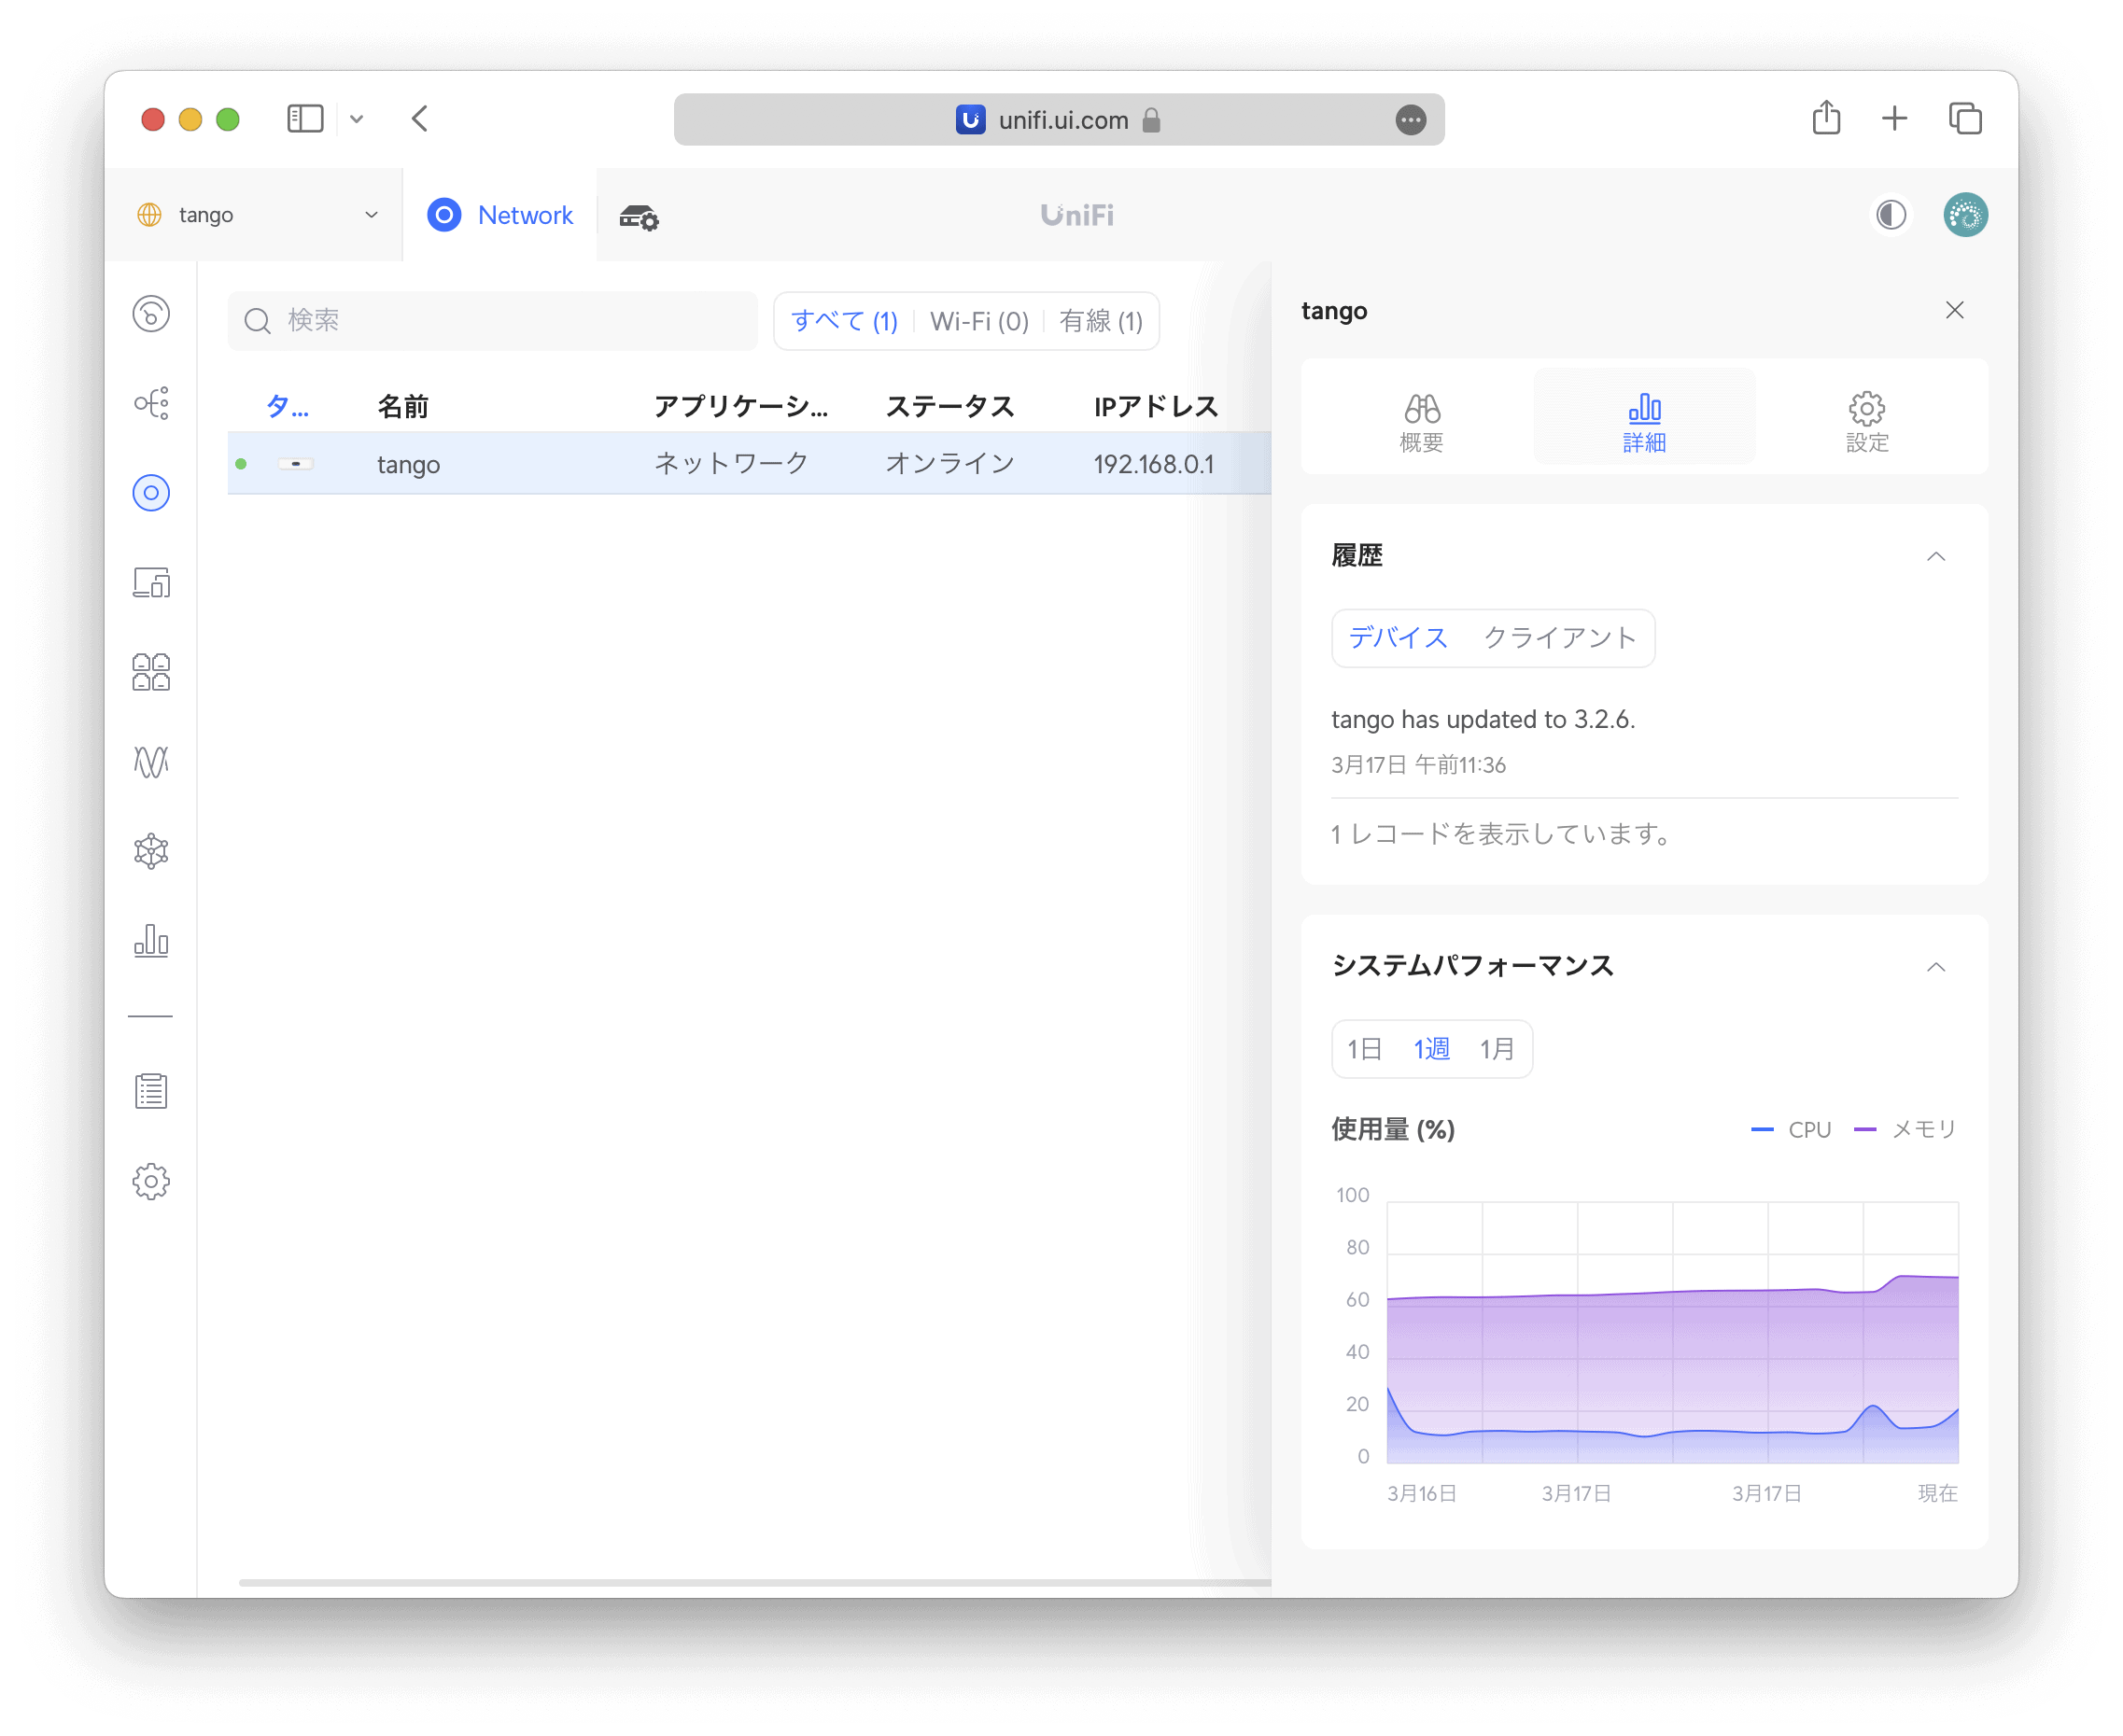 unifi.ui.com
tango
Network
UniFi
検索
すべて (1)
Wi-Fi (0)
有線 (1)
タ...
名前
アプリケーシ...
ステータス
IPアドレス
tango
ネットワーク
オンライン
192.168.0.1
tango
概要
詳細
設定
履歴
デバイス
クライアント
tango has updated to 3.2.6.
3月17日 午前11:36
1 レコードを表示しています。
システムパフォーマンス
1日
1週
1月
使用量 (%)
CPU
メモリ
100
80
60
40
20
0
3月16日
3月17日
3月17日
現在